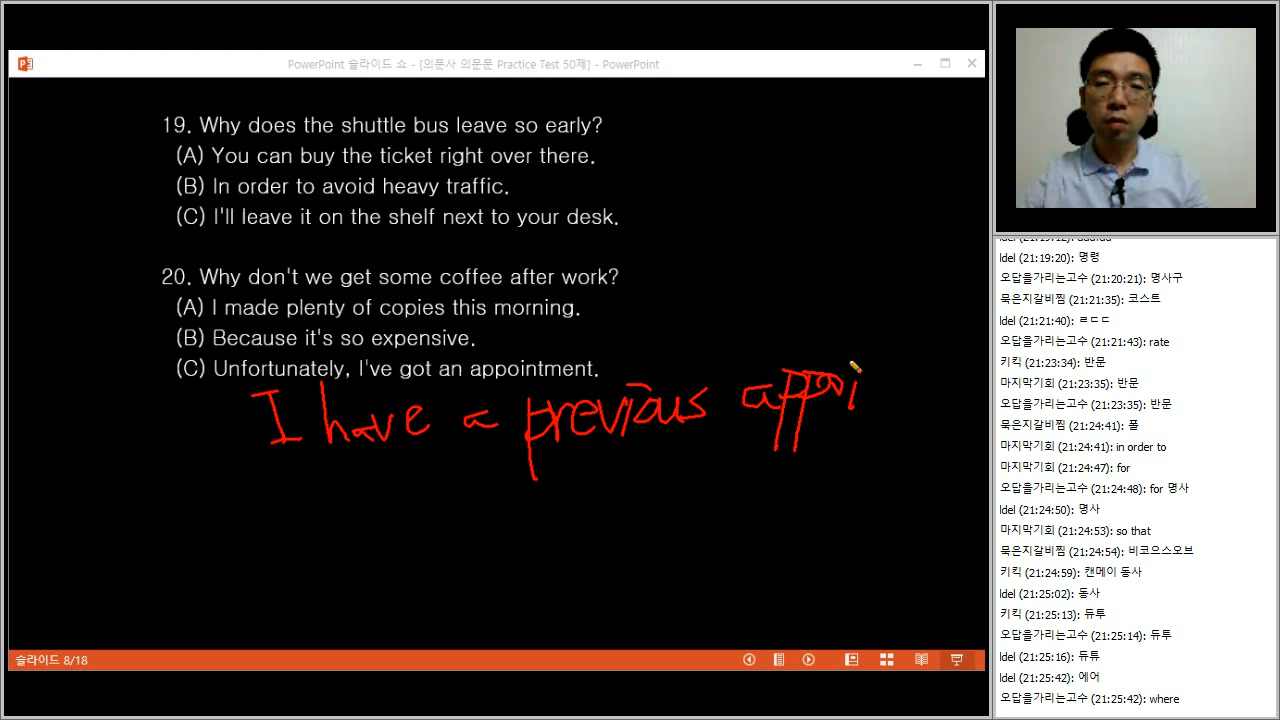 PowerPoint 슬라이드 쇼 - [의문사 의문문 Practice Test 50제] - PowerPoint
19. Why does the shuttle bus leave so early?
(A) You can buy the ticket right over there.
(B) In order to avoid heavy traffic.
(C) I'll leave it on the shelf next to your desk.
20. Why don't we get some coffee after work?
(A) I made plenty of copies this morning.
(B) Because it's so expensive.
(C) Unfortunately, I've got an appointment.
I have a previous appoi
슬라이드 8/18
ldel (21:19:20): 명령
오답을가리는고수 (21:20:21): 명사구
묵은지갈비찜 (21:21:35): 코스트
ldel (21:21:40): ㄹㄷㄷ
오답을가리는고수 (21:21:43): rate
키킥 (21:23:34): 반문
마지막기회 (21:23:35): 반문
오답을가리는고수 (21:23:35): 반문
묵은지갈비찜 (21:24:41): 폴
마지막기회 (21:24:41): in order to
마지막기회 (21:24:47): for
오답을가리는고수 (21:24:48): for 명사
ldel (21:24:50): 명사
마지막기회 (21:24:53): so that
묵은지갈비찜 (21:24:54): 비코으스오브
키킥 (21:24:59): 캔메이 동사
ldel (21:25:02): 동사
키킥 (21:25:13): 듀투
오답을가리는고수 (21:25:14): 듀투
ldel (21:25:16): 듀튜
ldel (21:25:42): 에어
오답을가리는고수 (21:25:42): where